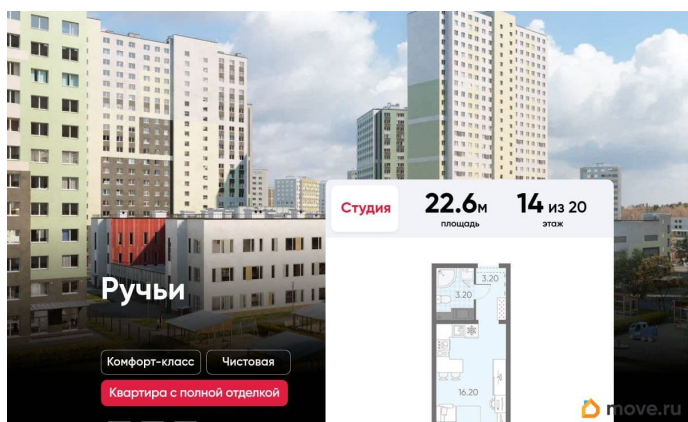 Студия
22.6м
площадь
14 из 20
этаж
3.20
3.20
Ручьи
Комфорт-класс
Чистовая
16.20
Квартира с полной отделкой
move.ru